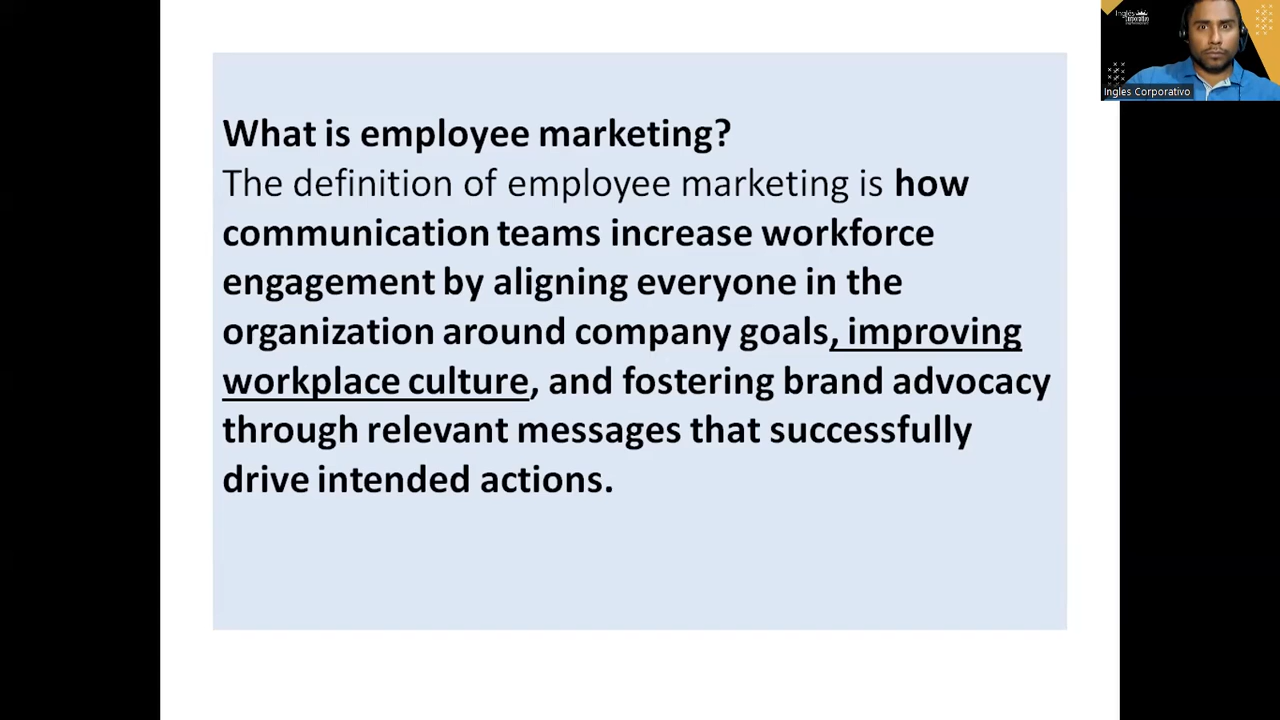 What is employee marketing?
The definition of employee marketing is how
communication teams increase workforce
engagement by aligning everyone in the
organization around company goals, improving
workplace culture, and fostering brand advocacy
through relevant messages that successfully
drive intended actions.
Ingles
Corporativo
Ingles Corporativo